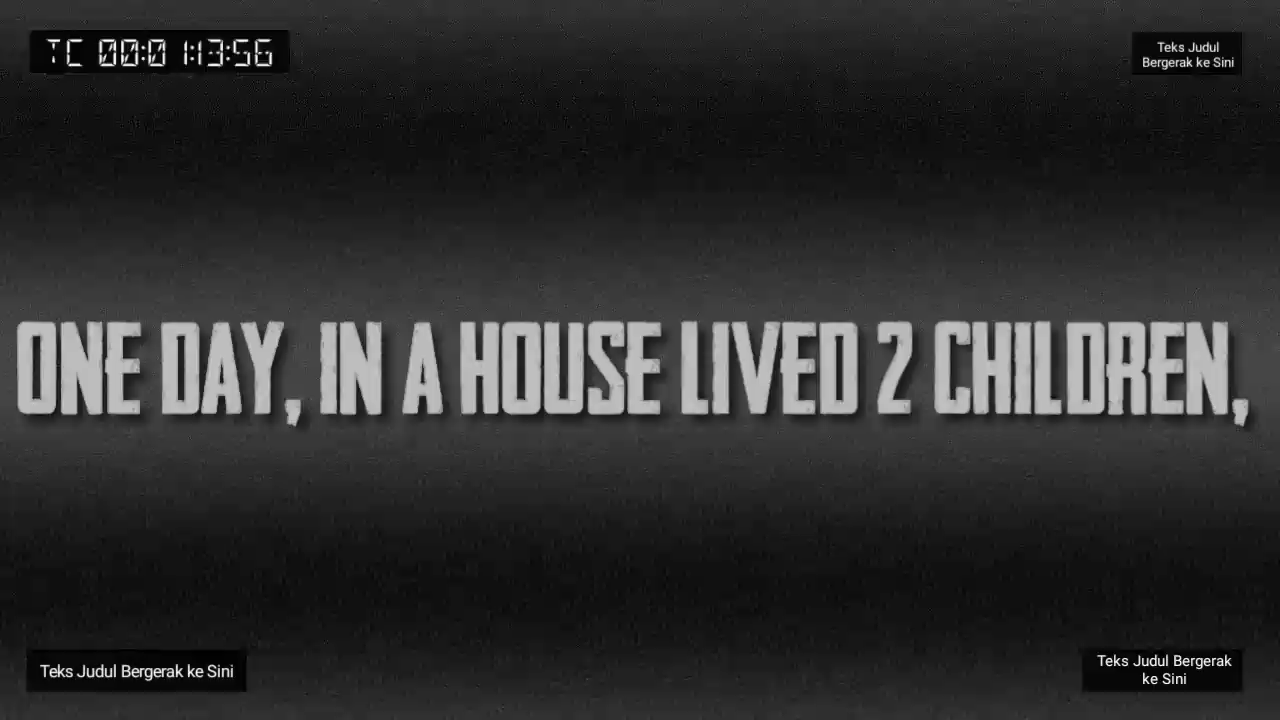 TC 00:01:13:56
Teks Judul
Bergerak ke Sini
ONE DAY, IN A HOUSE LIVED 2 CHILDREN,
Teks Judul Bergerak ke Sini
Teks Judul Bergerak
ke Sini